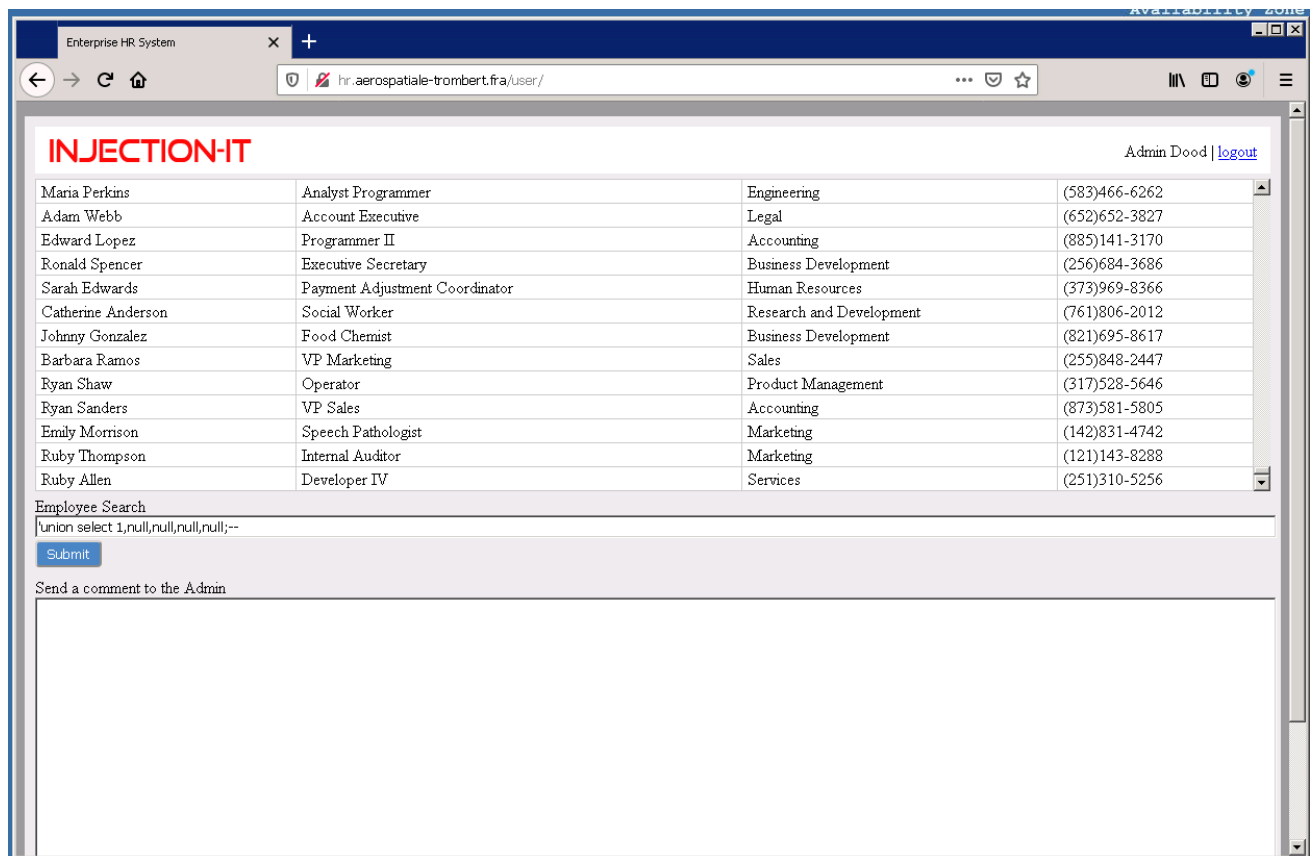 Availability Zone
Enterprise HR System
hr.aerospatiale-trombert.fra/user/
INJECTION-IT
Admin Dood | logout
Maria Perkins Analyst Programmer Engineering (583)466-6262
Adam Webb Account Executive Legal (652)652-3827
Edward Lopez Programmer II Accounting (885)141-3170
Ronald Spencer Executive Secretary Business Development (256)684-3686
Sarah Edwards Payment Adjustment Coordinator Human Resources (373)969-8366
Catherine Anderson Social Worker Research and Development (761)806-2012
Johnny Gonzalez Food Chemist Business Development (821)695-8617
Barbara Ramos VP Marketing Sales (255)848-2447
Ryan Shaw Operator Product Management (317)528-5646
Ryan Sanders VP Sales Accounting (873)581-5805
Emily Morrison Speech Pathologist Marketing (142)831-4742
Ruby Thompson Internal Auditor Marketing (121)143-8288
Ruby Allen Developer IV Services (251)310-5256
Employee Search
'union select 1,null,null,null,null;--
Submit
Send a comment to the Admin